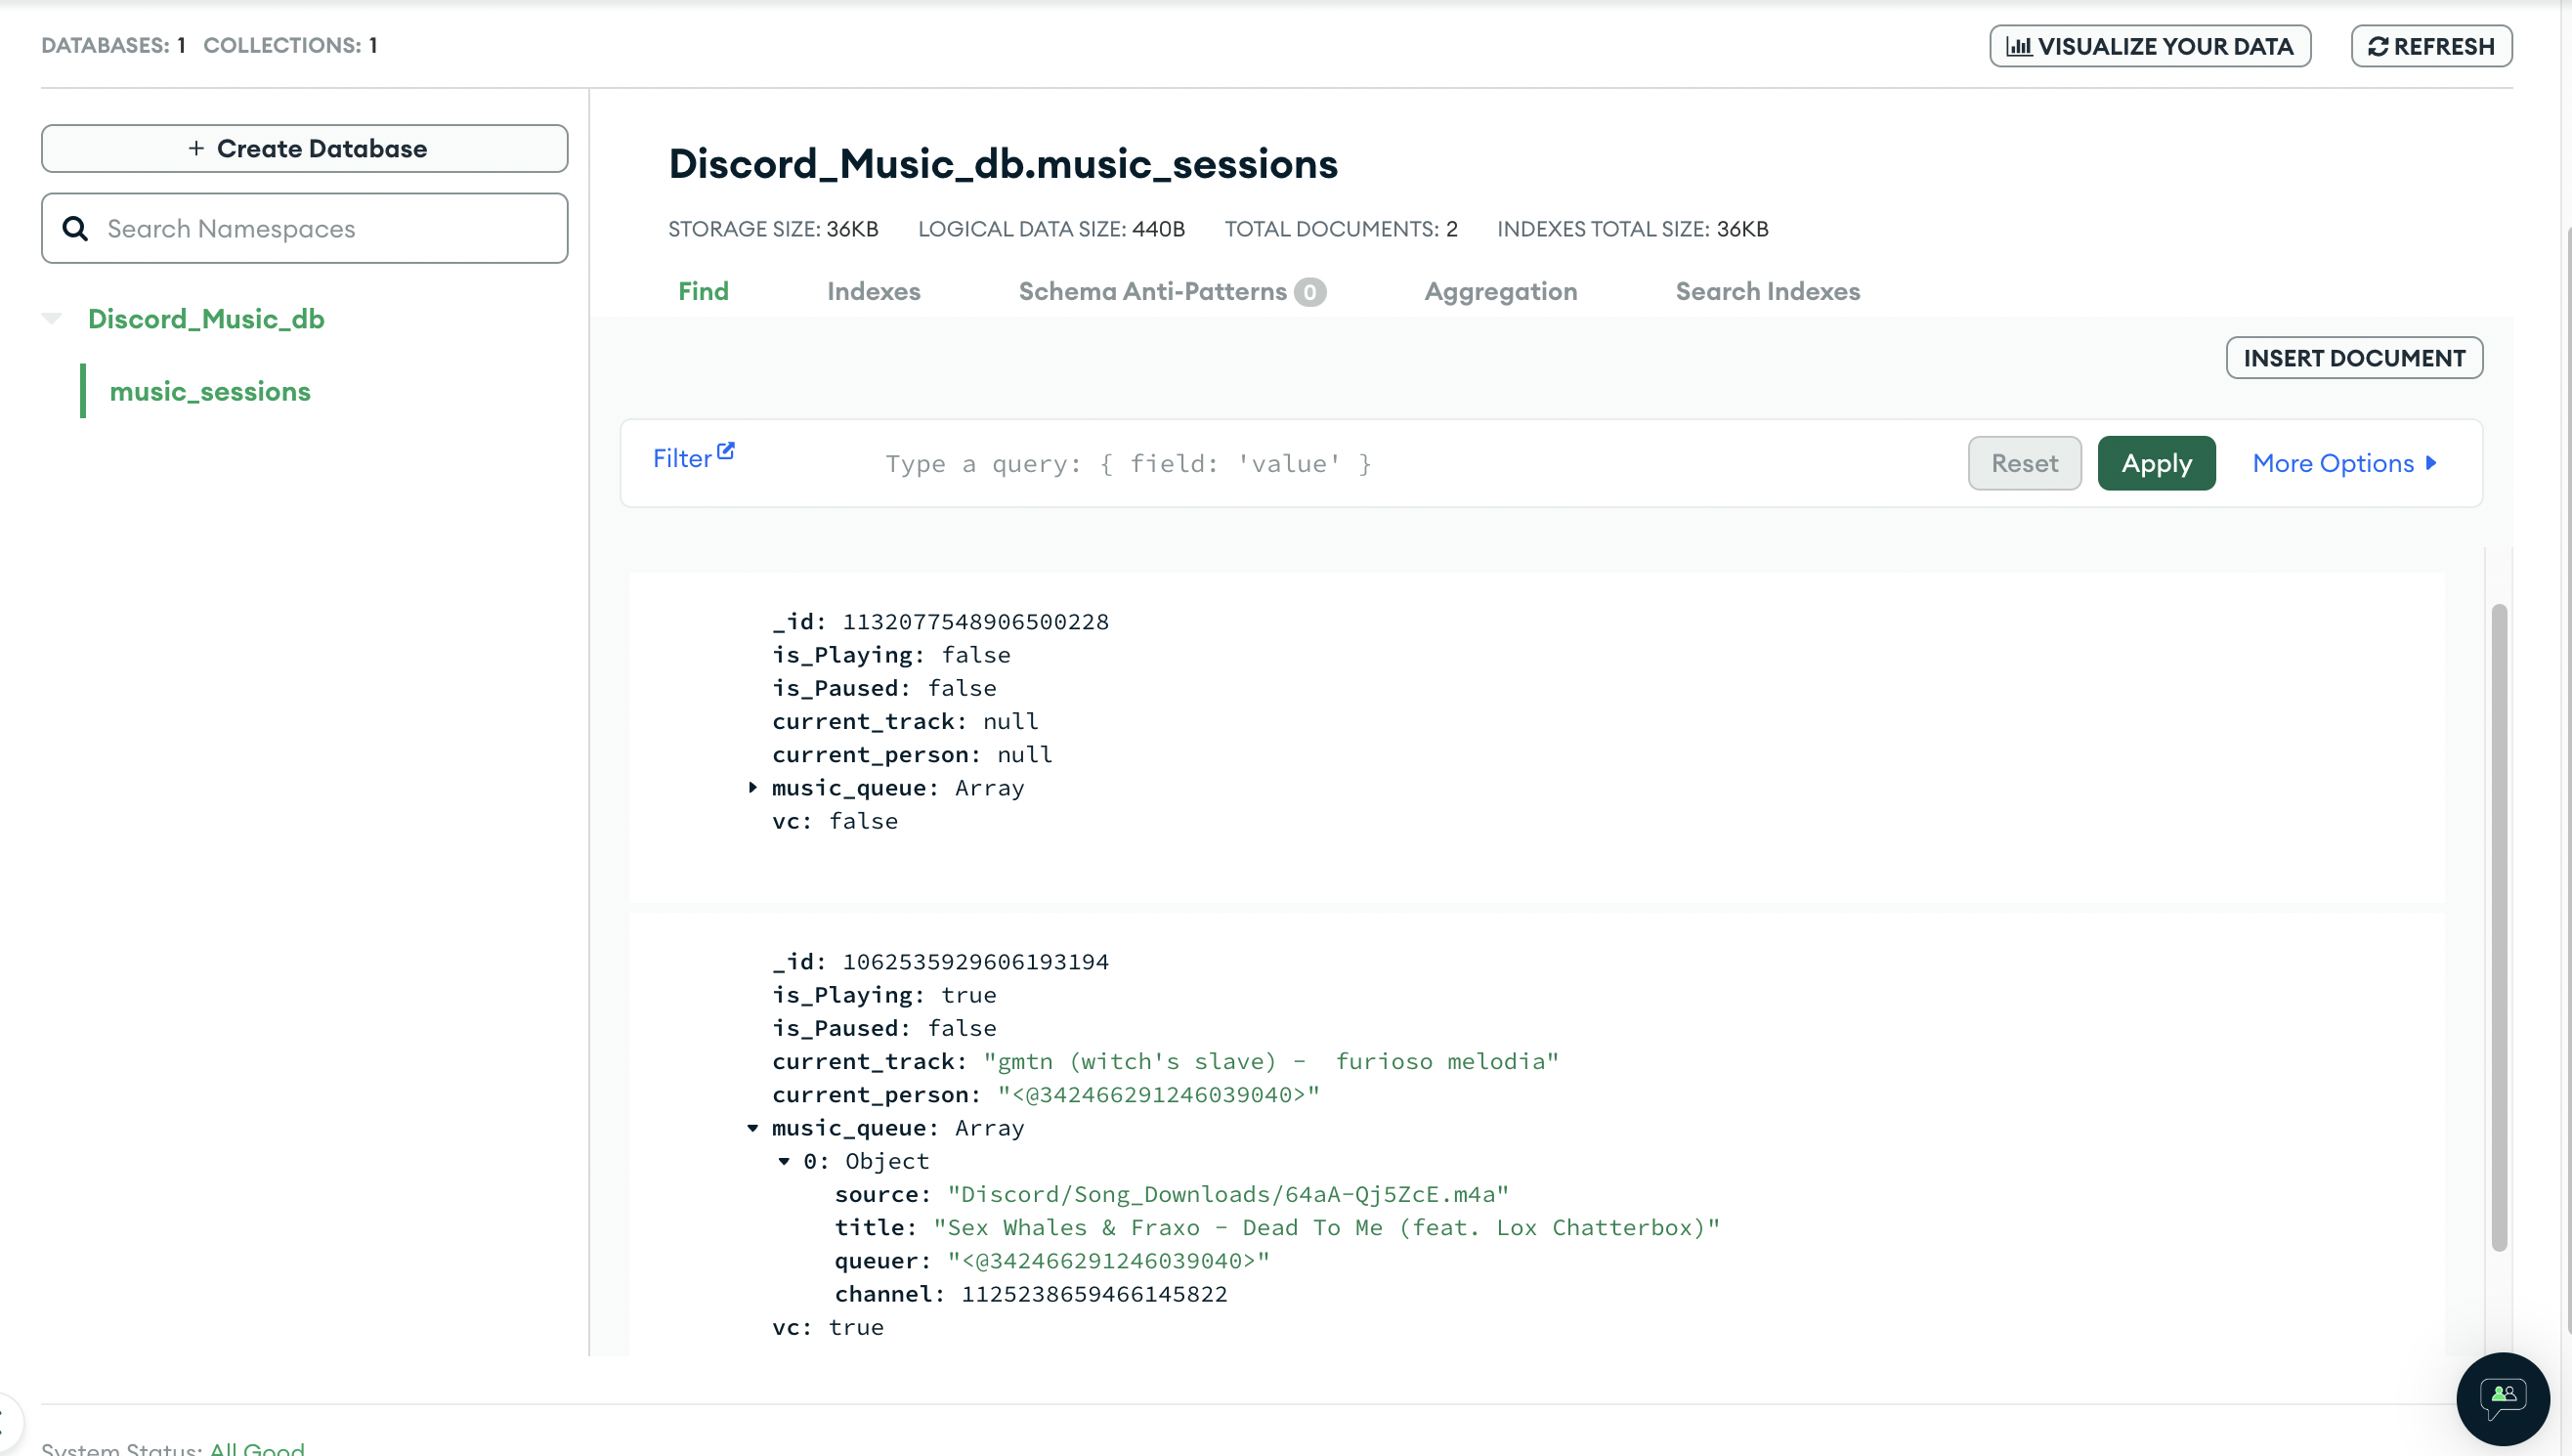 DATABASES: 1 COLLECTIONS: 1
VISUALIZE YOUR DATA
REFRESH
+ Create Database
Search Namespaces
Discord_Music_db
music_sessions
Discord_Music_db.music_sessions
STORAGE SIZE: 36KB LOGICAL DATA SIZE: 440B TOTAL DOCUMENTS: 2 INDEXES TOTAL SIZE: 36KB
Find Indexes Schema Anti-Patterns 0 Aggregation Search Indexes
INSERT DOCUMENT
Filter Type a query: { field: 'value' } Reset Apply More Options
_id: 1132077548906500228
is_Playing: false
is_Paused: false
current_track: null
current_person: null
music_queue: Array
vc: false
_id: 1062535929606193194
is_Playing: true
is_Paused: false
current_track: "gmtn (witch's slave) -  furioso melodia"
current_person: "<@342466291246039040>"
music_queue: Array
0: Object
source: "Discord/Song_Downloads/64aA-Qj5ZcE.m4a"
title: "Sex Whales & Fraxo - Dead To Me (feat. Lox Chatterbox)"
queuer: "<@342466291246039040>"
channel: 1125238659466145822
vc: true
System Status: All Good